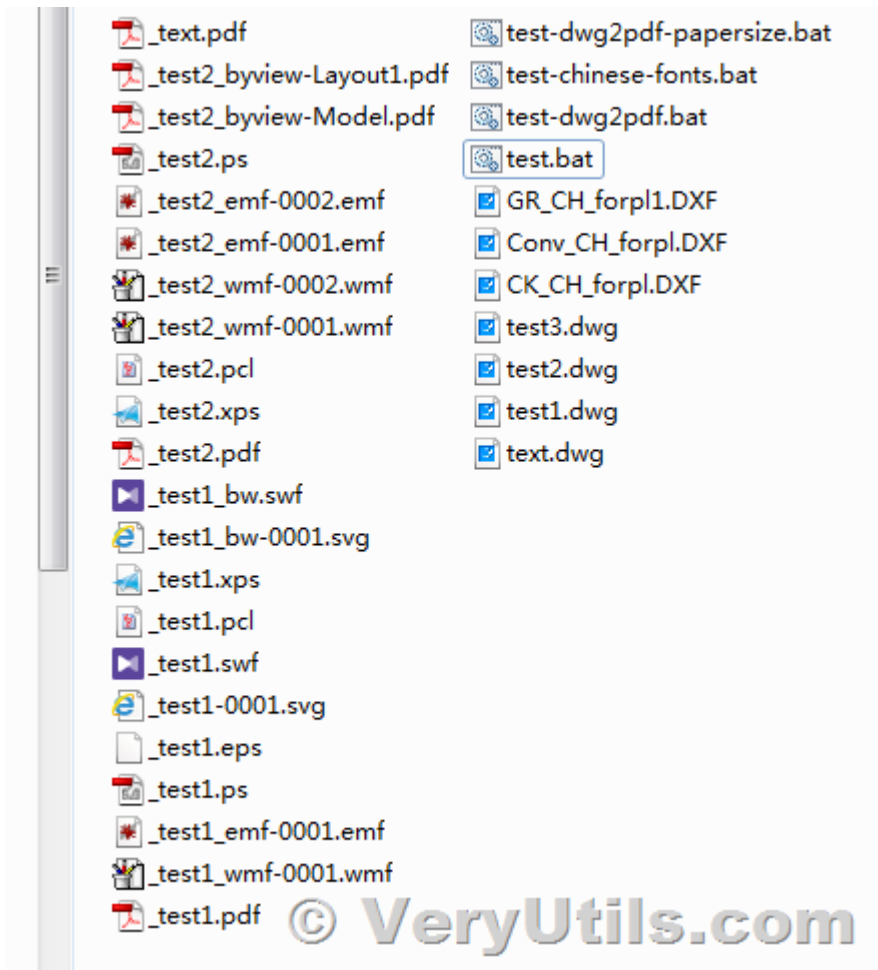 _text.pdf
_test2_byview-Layout1.pdf
_test2_byview-Model.pdf
_test2.ps
_test2_emf-0002.emf
_test2_emf-0001.emf
_test2_wmf-0002.wmf
_test2_wmf-0001.wmf
_test2.pcl
_test2.xps
_test2.pdf
_test1_bw.swf
_test1_bw-0001.svg
_test1.xps
_test1.pcl
_test1.swf
_test1-0001.svg
_test1.eps
_test1.ps
_test1_emf-0001.emf
_test1_wmf-0001.wmf
_test1.pdf
test-dwg2pdf-papersize.bat
test-chinese-fonts.bat
test-dwg2pdf.bat
test.bat
GR_CH_forpl1.DXF
Conv_CH_forpl.DXF
CK_CH_forpl.DXF
test3.dwg
test2.dwg
test1.dwg
text.dwg
© VeryUtils.com